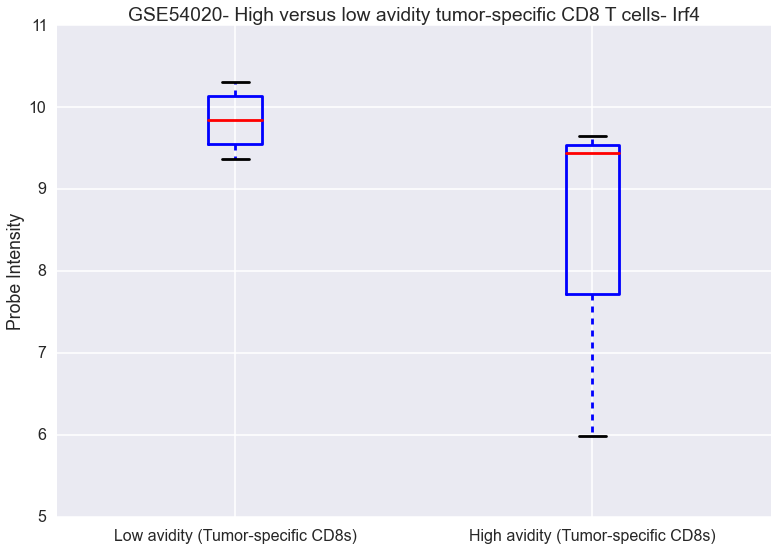 GSE54020- High versus low avidity tumor-specific CD8 T cells- Irf4
11
10
9
8
7
6
5
Probe Intensity
Low avidity (Tumor-specific CD8s)
High avidity (Tumor-specific CD8s)